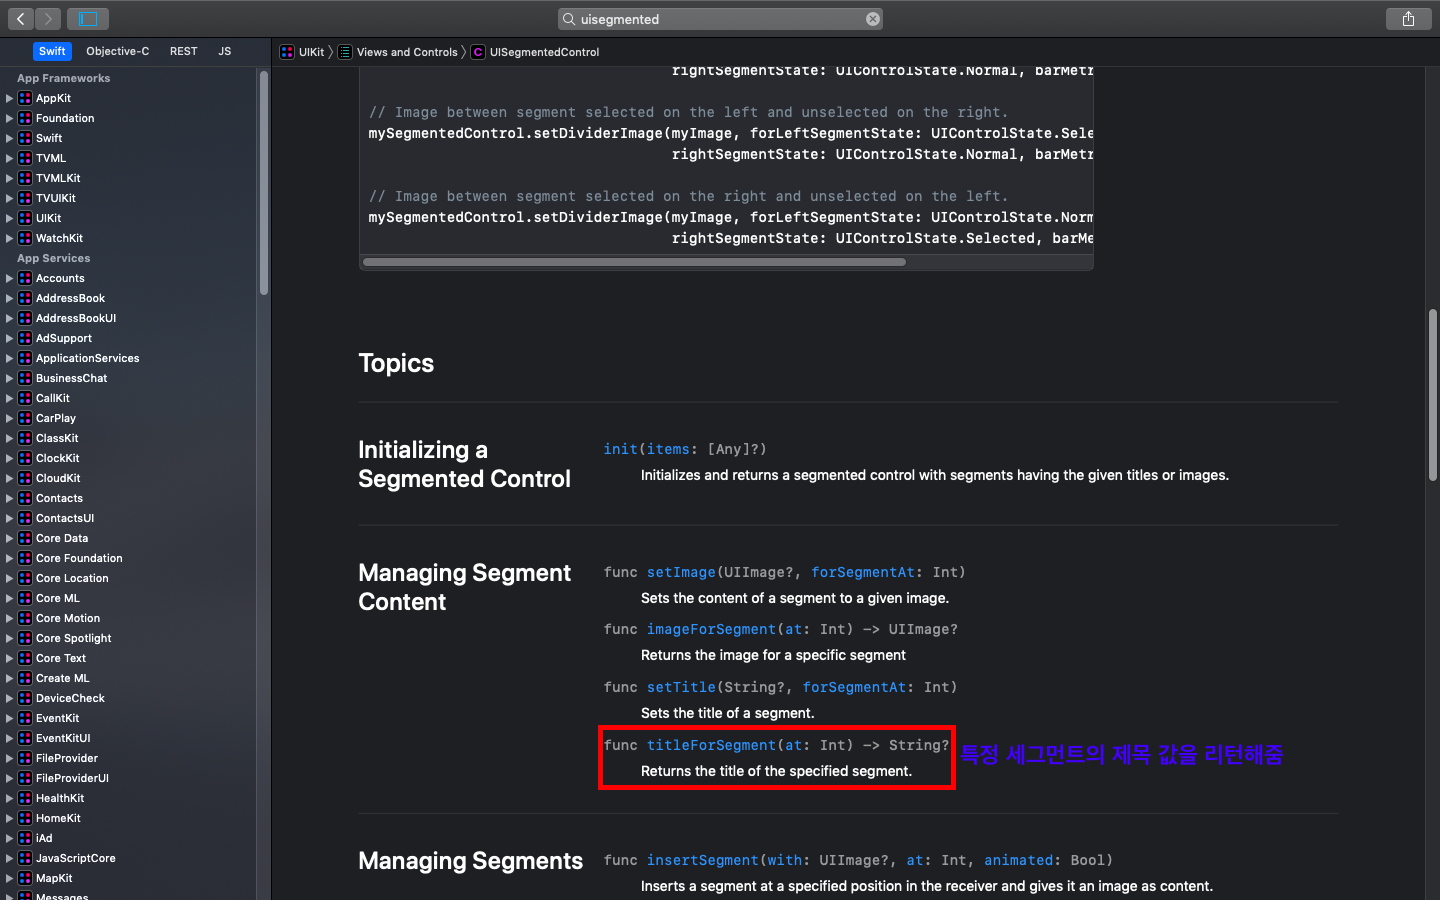 uisegmented
Swift Objective-C REST JS
UIKit Views and Controls C UISegmentedControl
App Frameworks
AppKit
Foundation
Swift
TVML
TVMLKit
TVUIKit
UIKit
WatchKit
App Services
Accounts
AddressBook
AddressBookUI
AdSupport
ApplicationServices
BusinessChat
CallKit
CarPlay
ClassKit
ClockKit
CloudKit
Contacts
ContactsUI
Core Data
Core Foundation
Core Location
Core ML
Core Motion
Core Spotlight
Core Text
Create ML
DeviceCheck
EventKit
EventKitUI
FileProvider
FileProviderUI
HealthKit
HomeKit
iAd
JavaScriptCore
MapKit
Messages
rightSegmentState: UIControlState.Normal, barMetr
// Image between segment selected on the left and unselected on the right.
mySegmentedControl.setDividerImage(myImage, forLeftSegmentState: UIControlState.Sele
rightSegmentState: UIControlState.Normal, barMetr
// Image between segment selected on the right and unselected on the left.
mySegmentedControl.setDividerImage(myImage, forLeftSegmentState: UIControlState.Norm
rightSegmentState: UIControlState.Selected, barMe
Topics
Initializing a
Segmented Control
init(items: [Any]?)
Initializes and returns a segmented control with segments having the given titles or images.
Managing Segment
Content
func setImage(UIImage?, forSegmentAt: Int)
Sets the content of a segment to a given image.
func imageForSegment(at: Int) -> UIImage?
Returns the image for a specific segment
func setTitle(String?, forSegmentAt: Int)
Sets the title of a segment.
func titleForSegment(at: Int) -> String?
Returns the title of the specified segment.
특정 세그먼트의 제목 값을 리턴해줌
Managing Segments
func insertSegment(with: UIImage?, at: Int, animated: Bool)
Inserts a segment at a specified position in the receiver and gives it an image as content.